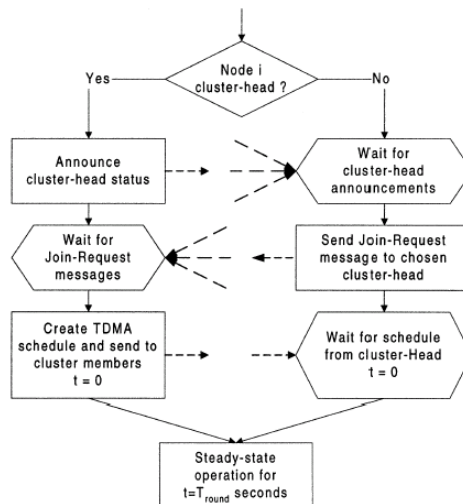 Node i
cluster-head ?
Yes
No
Announce
cluster-head status
Wait for
cluster-head
announcements
Wait for
Join-Request
messages
Send Join-Request
message to chosen
cluster-head
Create TDMA
schedule and send to
cluster members
t = 0
Wait for schedule
from cluster-Head
t = 0
Steady-state
operation for
t=Tround seconds